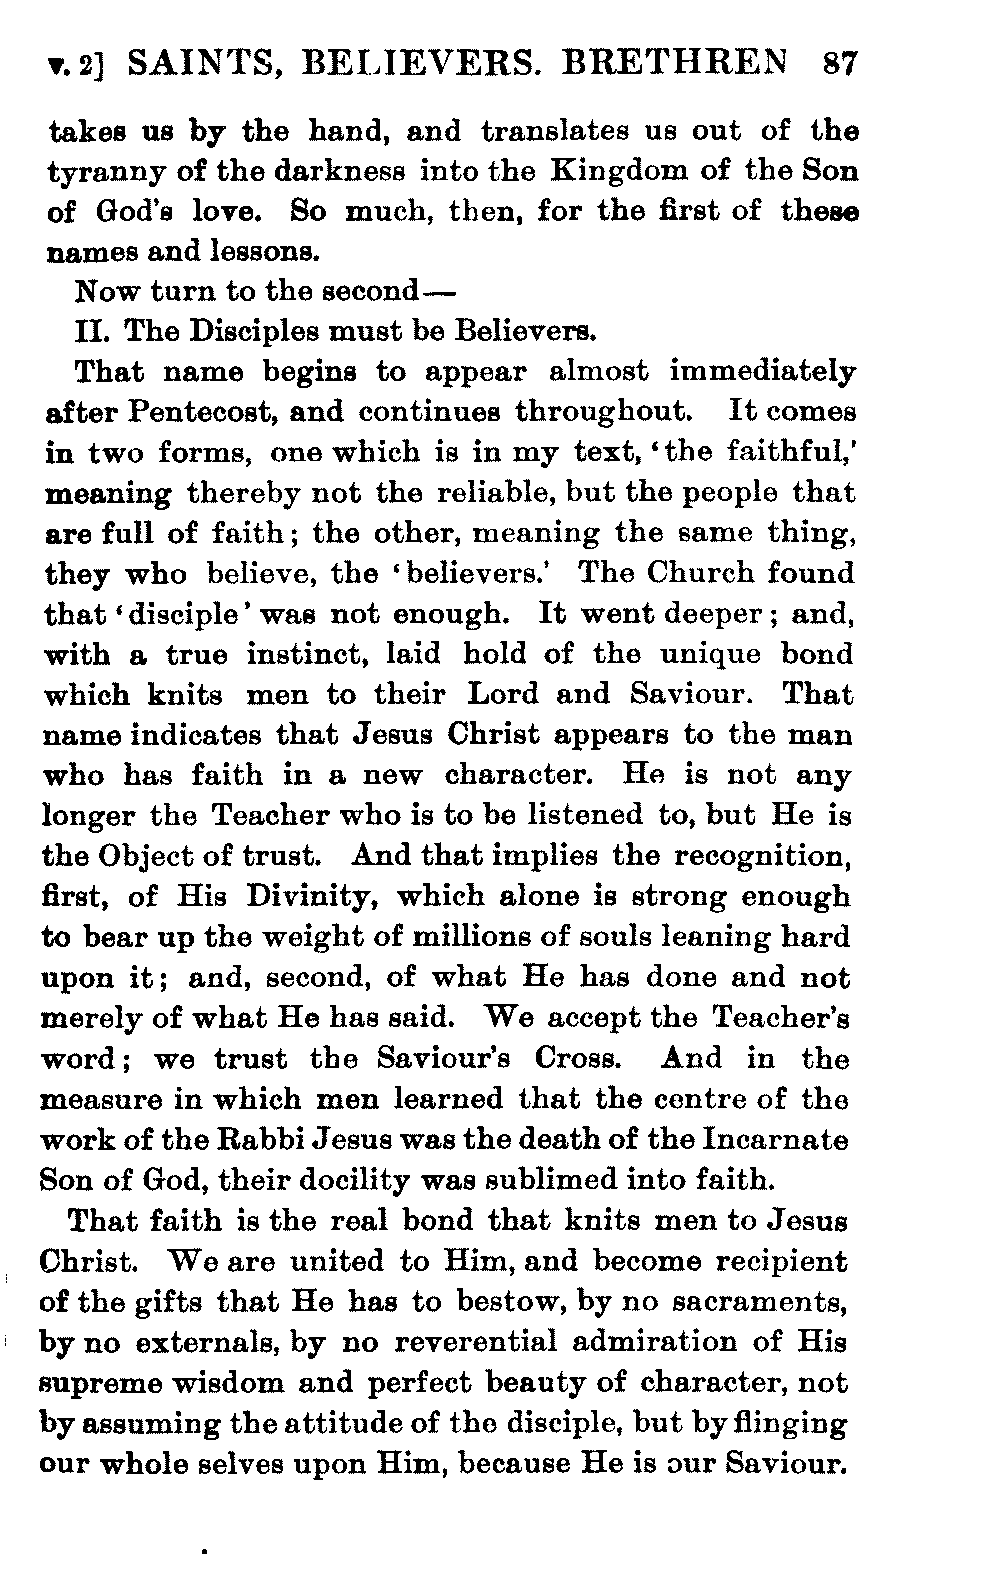 v. 2] SAINTS, BELIEVERS. BRETHREN 87
takes us by the hand, and translates us out of the
tyranny of the darkness into the Kingdom of the Son
of God's love. So much, then, for the first of these
names and lessons.
Now turn to the second—
II. The Disciples must be Believers.
That name begins to appear almost immediately
after Pentecost, and continues throughout. It comes
in two forms, one which is in my text, 'the faithful,'
meaning thereby not the reliable, but the people that
are full of faith; the other, meaning the same thing,
they who believe, the 'believers.' The Church found
that 'disciple' was not enough. It went deeper; and,
with a true instinct, laid hold of the unique bond
which knits men to their Lord and Saviour. That
name indicates that Jesus Christ appears to the man
who has faith in a new character. He is not any
longer the Teacher who is to be listened to, but He is
the Object of trust. And that implies the recognition,
first, of His Divinity, which alone is strong enough
to bear up the weight of millions of souls leaning hard
upon it; and, second, of what He has done and not
merely of what He has said. We accept the Teacher's
word; we trust the Saviour's Cross. And in the
measure in which men learned that the centre of the
work of the Rabbi Jesus was the death of the Incarnate
Son of God, their docility was sublimed into faith.
That faith is the real bond that knits men to Jesus
Christ. We are united to Him, and become recipient
of the gifts that He has to bestow, by no sacraments,
by no externals, by no reverential admiration of His
supreme wisdom and perfect beauty of character, not
by assuming the attitude of the disciple, but by flinging
our whole selves upon Him, because He is our Saviour.